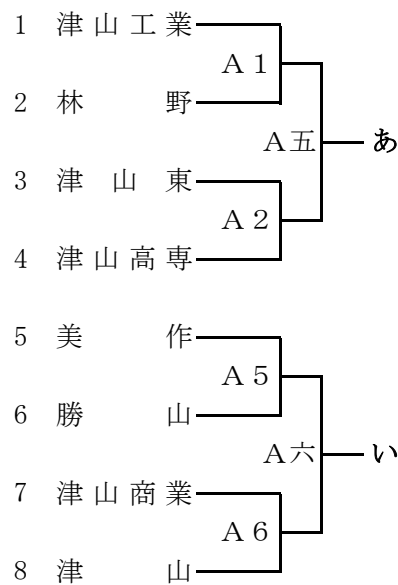 1 津山工業
A1
2 林野
A五 あ
3 津山東
A2
4 津山高専
5 美作
A5
6 勝山
A六 い
7 津山商業
A6
8 津山